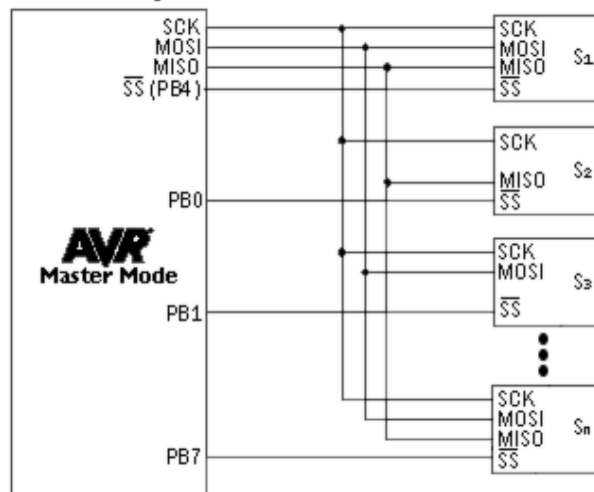 SCK
MOSI
MISO
SS (PB4)
PB0
AVR
Master Mode
PB1
PB7
SCK
MOSI
MISO
SS
S1
SCK
MISO
SS
S2
SCK
MOSI
SS
S3
SCK
MOSI
MISO
SS
Sn